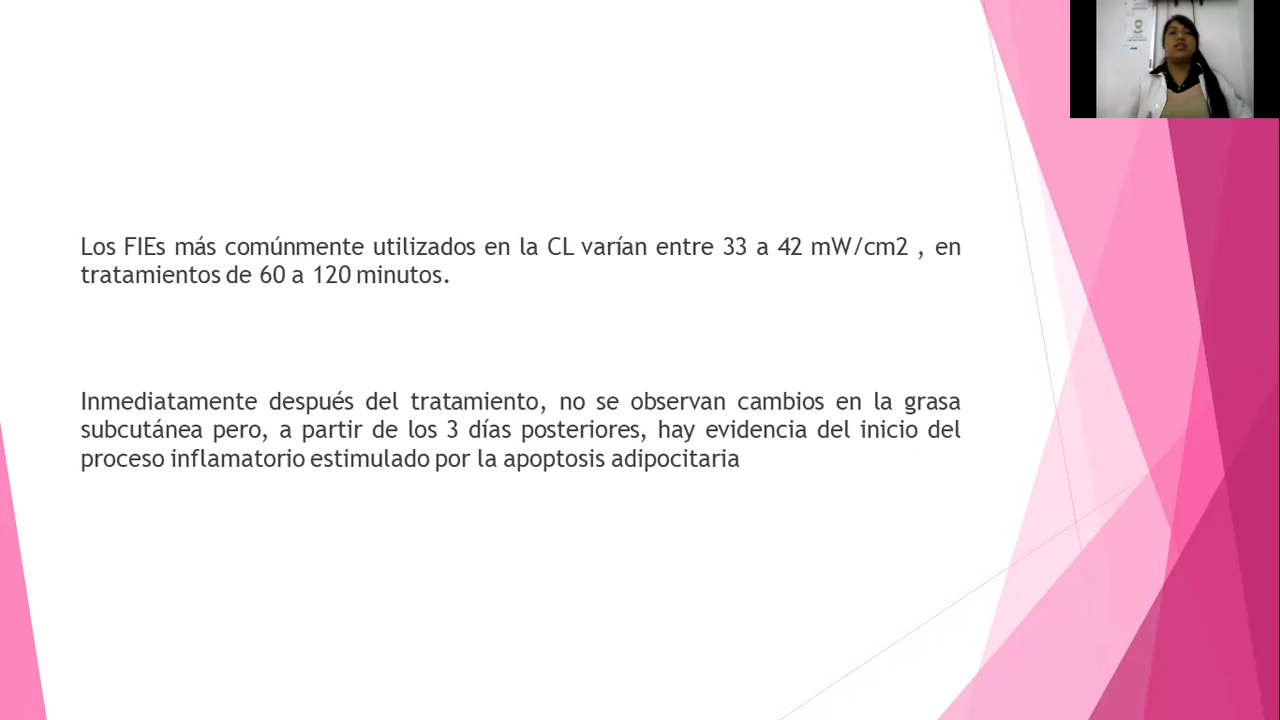 Los FIEs más comúnmente utilizados en la CL varían entre 33 a 42 mW/cm2 , en
tratamientos de 60 a 120 minutos.
Inmediatamente después del tratamiento, no se observan cambios en la grasa
subcutánea pero, a partir de los 3 días posteriores, hay evidencia del inicio del
proceso inflamatorio estimulado por la apoptosis adipocitaria